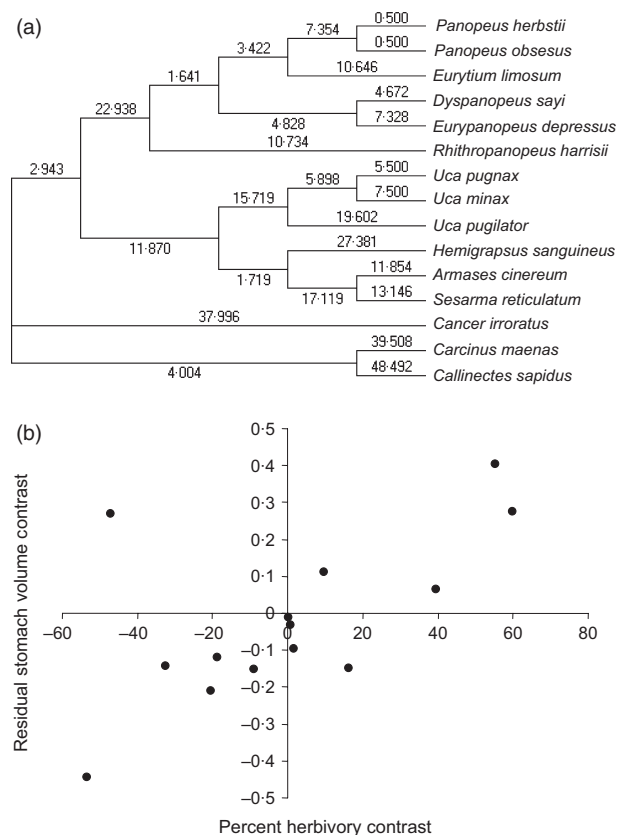 (a)
7·354
0·500
Panopeus herbstii
3·422
0·500
Panopeus obsesus
1·641
10·646
Eurytium limosum
22·938
4·672
Dyspanopeus sayi
4·828
7·328
Eurypanopeus depressus
10·734
Rhithropanopeus harrisii
2·943
5·898
5·500
Uca pugnax
15·719
7·500
Uca minax
19·602
Uca pugilator
11·870
27·381
Hemigrapsus sanguineus
1·719
11·854
Armases cinereum
17·119
13·146
Sesarma reticulatum
37·996
Cancer irroratus
39·508
Carcinus maenas
4·004
48·492
Callinectes sapidus
(b)
Residual stomach volume contrast
0·5
0·4
0·3
0·2
0·1
0
–0·1
–0·2
–0·3
–0·4
–0·5
–60 –40 –20 0 20 40 60 80
Percent herbivory contrast